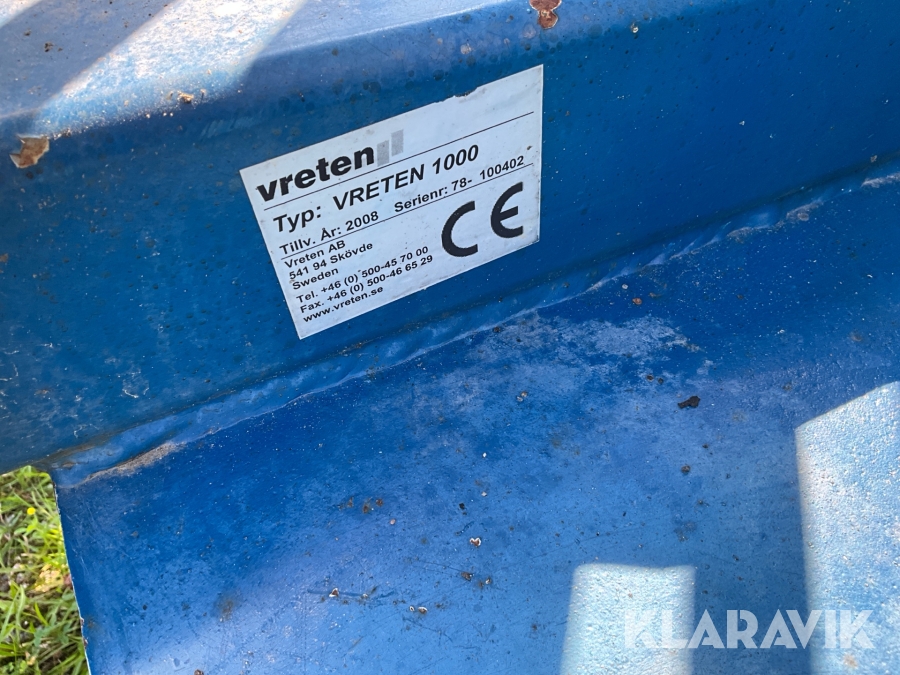 vreten
Typ: VRETEN 1000
Tillv. År: 2008 Serienr: 78- 100402
Vreten AB
541 94 Skövde
Sweden
CE
Tel. +46 (0) 500-45 70 00
Fax. +46 (0) 500-46 65 29
www.vreten.se
KLARAVIK